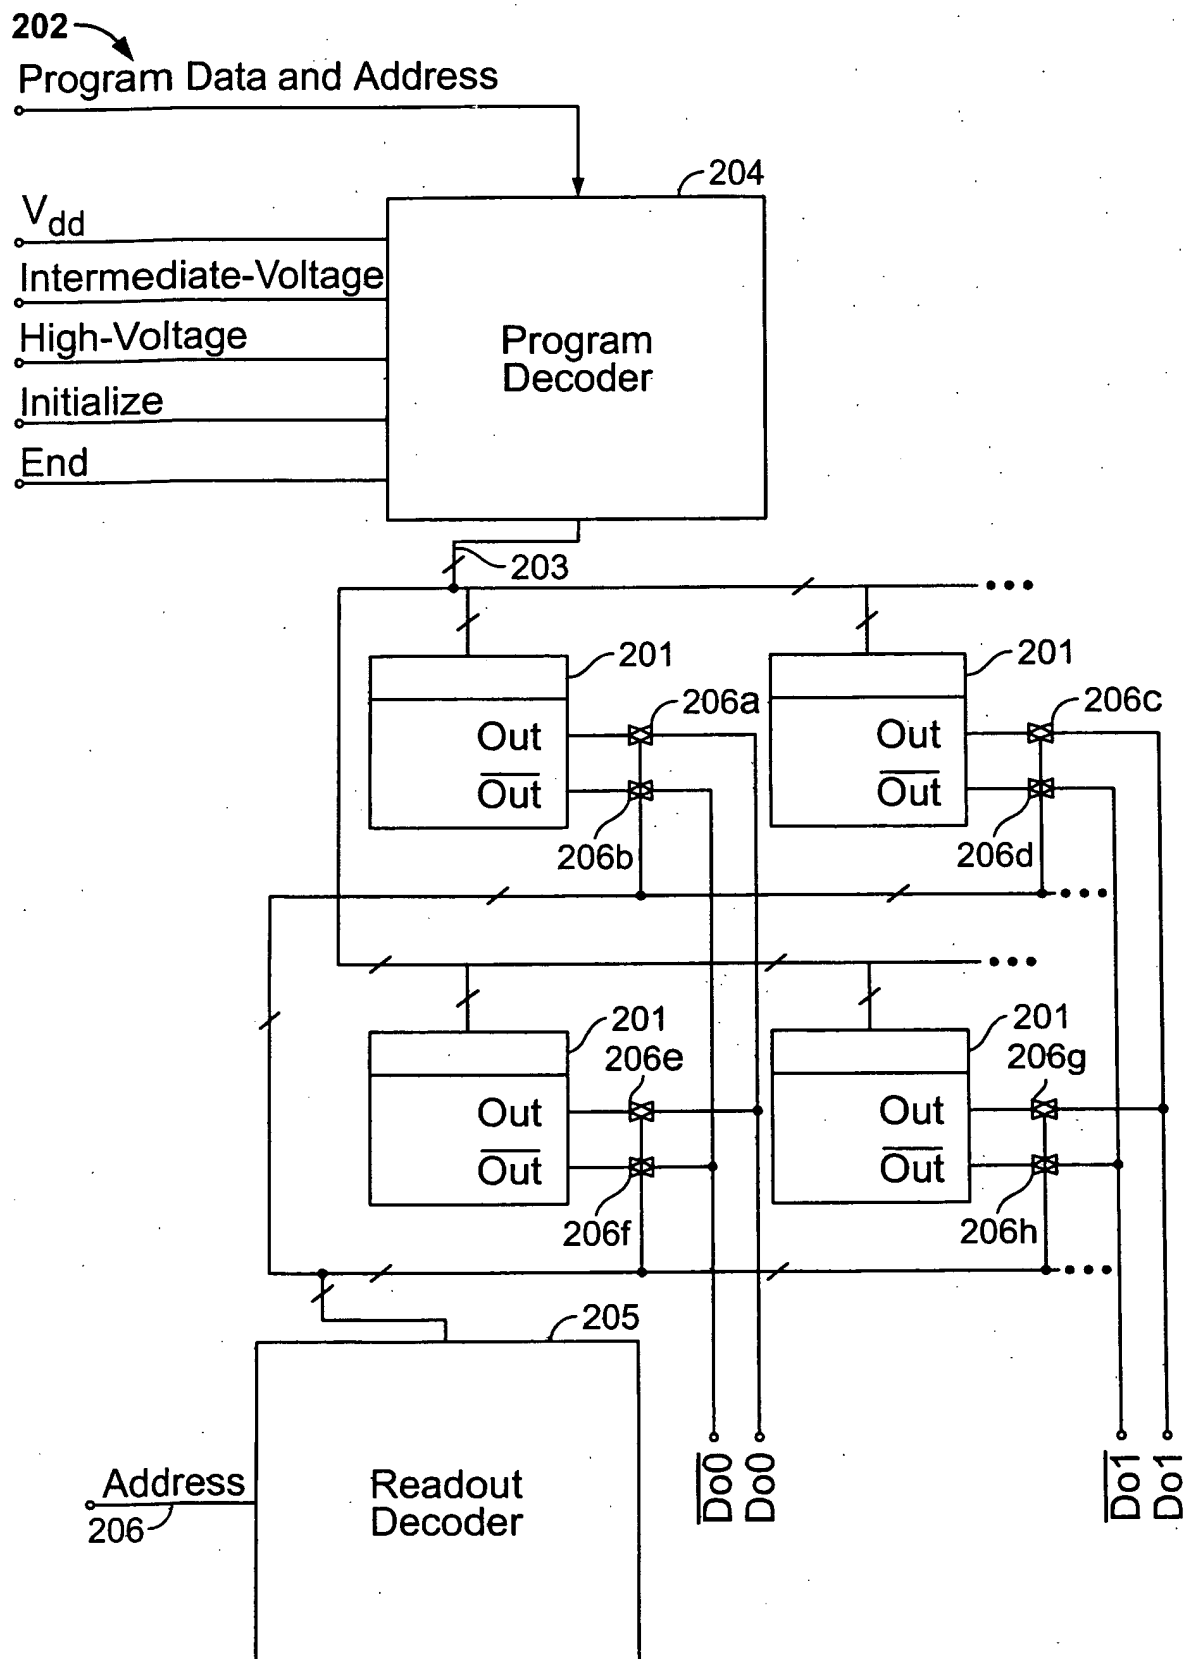 202
Program Data and Address
204
Vdd
Intermediate-Voltage
High-Voltage
Initialize
End
Program
Decoder
203
201
201
206a
206c
Out
Out
Out
Out
206b
206d
201
201
206e
206g
Out
Out
Out
Out
206f
206h
205
Address
206
Readout
Decoder
Do0
Do0
Do1
Do1